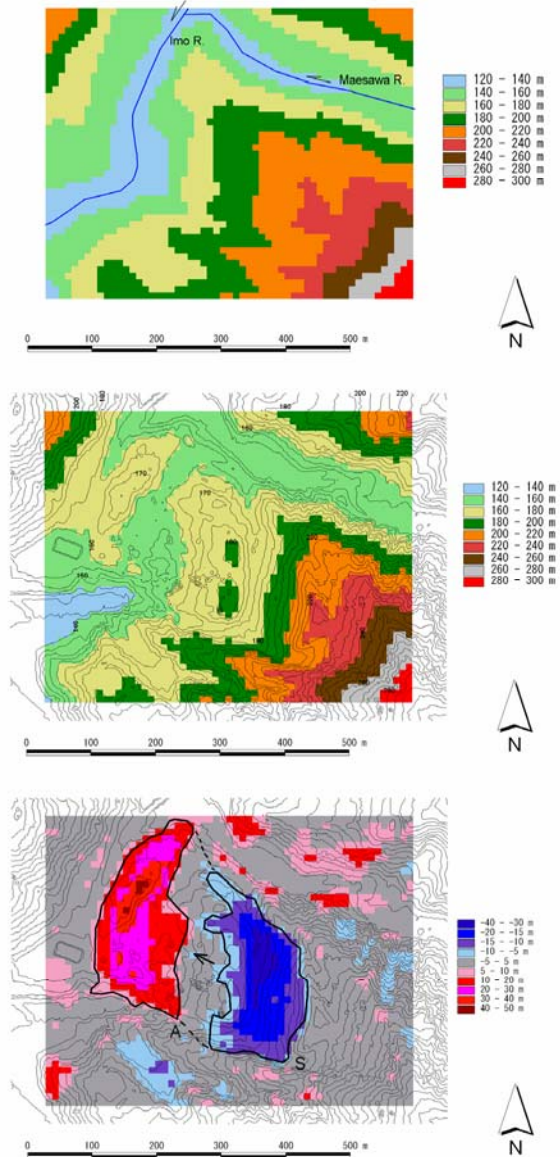 Imo R.
Maesawa R.
120 - 140 m
140 - 160 m
160 - 180 m
180 - 200 m
200 - 220 m
220 - 240 m
240 - 260 m
260 - 280 m
280 - 300 m
N
0 100 200 300 400 500 m
200
180
180
200
220
160
170
170
160
160
140
120 - 140 m
140 - 160 m
160 - 180 m
180 - 200 m
200 - 220 m
220 - 240 m
240 - 260 m
260 - 280 m
280 - 300 m
N
0 100 200 300 400 500 m
A
S
-40 - -30 m
-20 - -15 m
-15 - -10 m
-10 - -5 m
-5 - 5 m
5 - 10 m
10 - 20 m
20 - 30 m
30 - 40 m
40 - 50 m
N
0 100 200 300 400 500 m